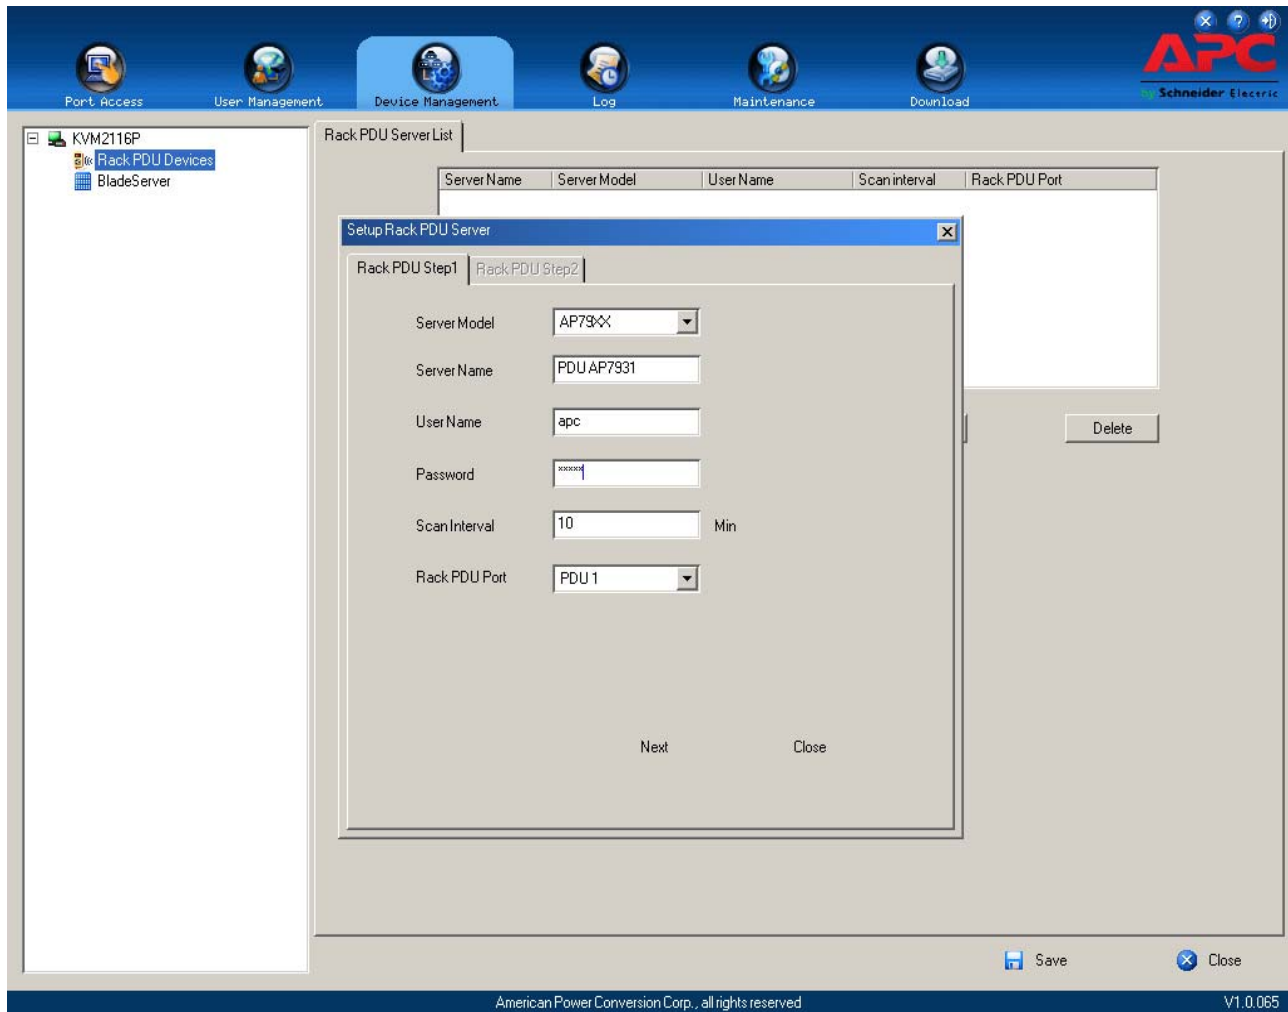 Port Access
User Management
Device Management
Log
Maintenance
Download
APC
by Schneider Electric
KVM2116P
Rack PDU Devices
BladeServer
Rack PDU Server List
Server Name Server Model User Name Scan interval Rack PDU Port
Setup Rack PDU Server
Rack PDU Step1 Rack PDU Step2
Server Model AP79XX
Server Name PDU AP7931
User Name apc
Password xxxxx
Scan Interval 10 Min
Rack PDU Port PDU 1
Next Close
Delete
Save Close
American Power Conversion Corp., all rights reserved V1.0.065